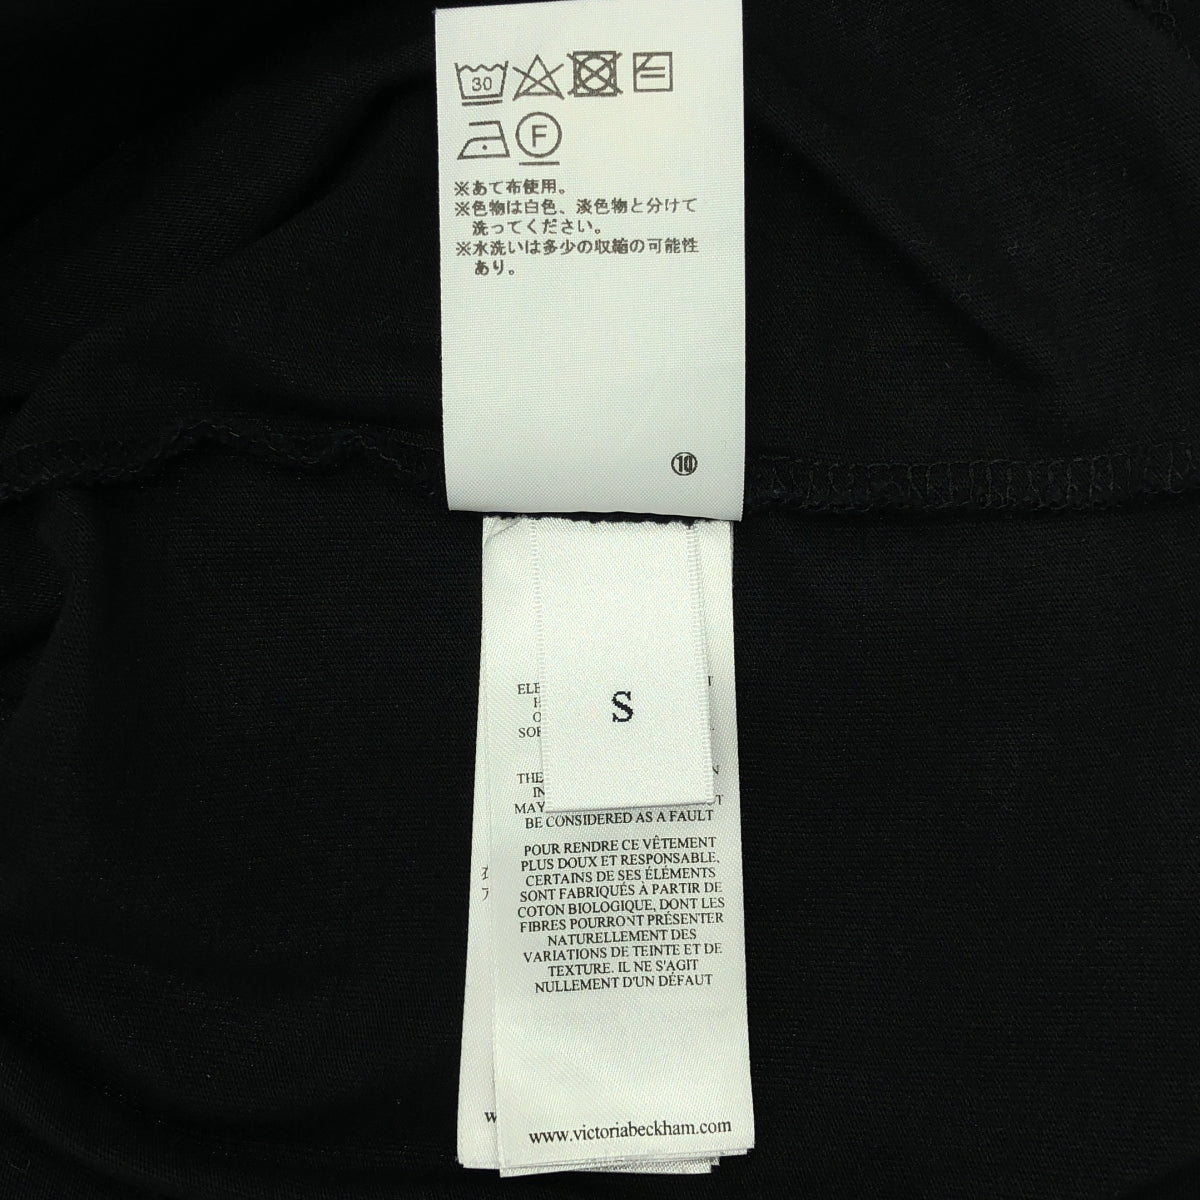 30
F
※あて布使用。
※色物は白色、淡色物と分けて
洗ってください。
※水洗いは多少の収縮の可能性
あり。
⑩
S
THE
MAY
BE CONSIDERED AS A FAULT
POUR RENDRE CE VÊTEMENT
PLUS DOUX ET RESPONSABLE,
CERTAINS DE SES ÉLÉMENTS
SONT FABRIQUÉS À PARTIR DE
COTON BIOLOGIQUE, DONT LES
FIBRES POURRONT PRÉSENTER
NATURELLEMENT DES
VARIATIONS DE TEINTE ET DE
TEXTURE. IL NE S'AGIT
NULLEMENT D'UN DÉFAUT
www.victoriabeckham.com